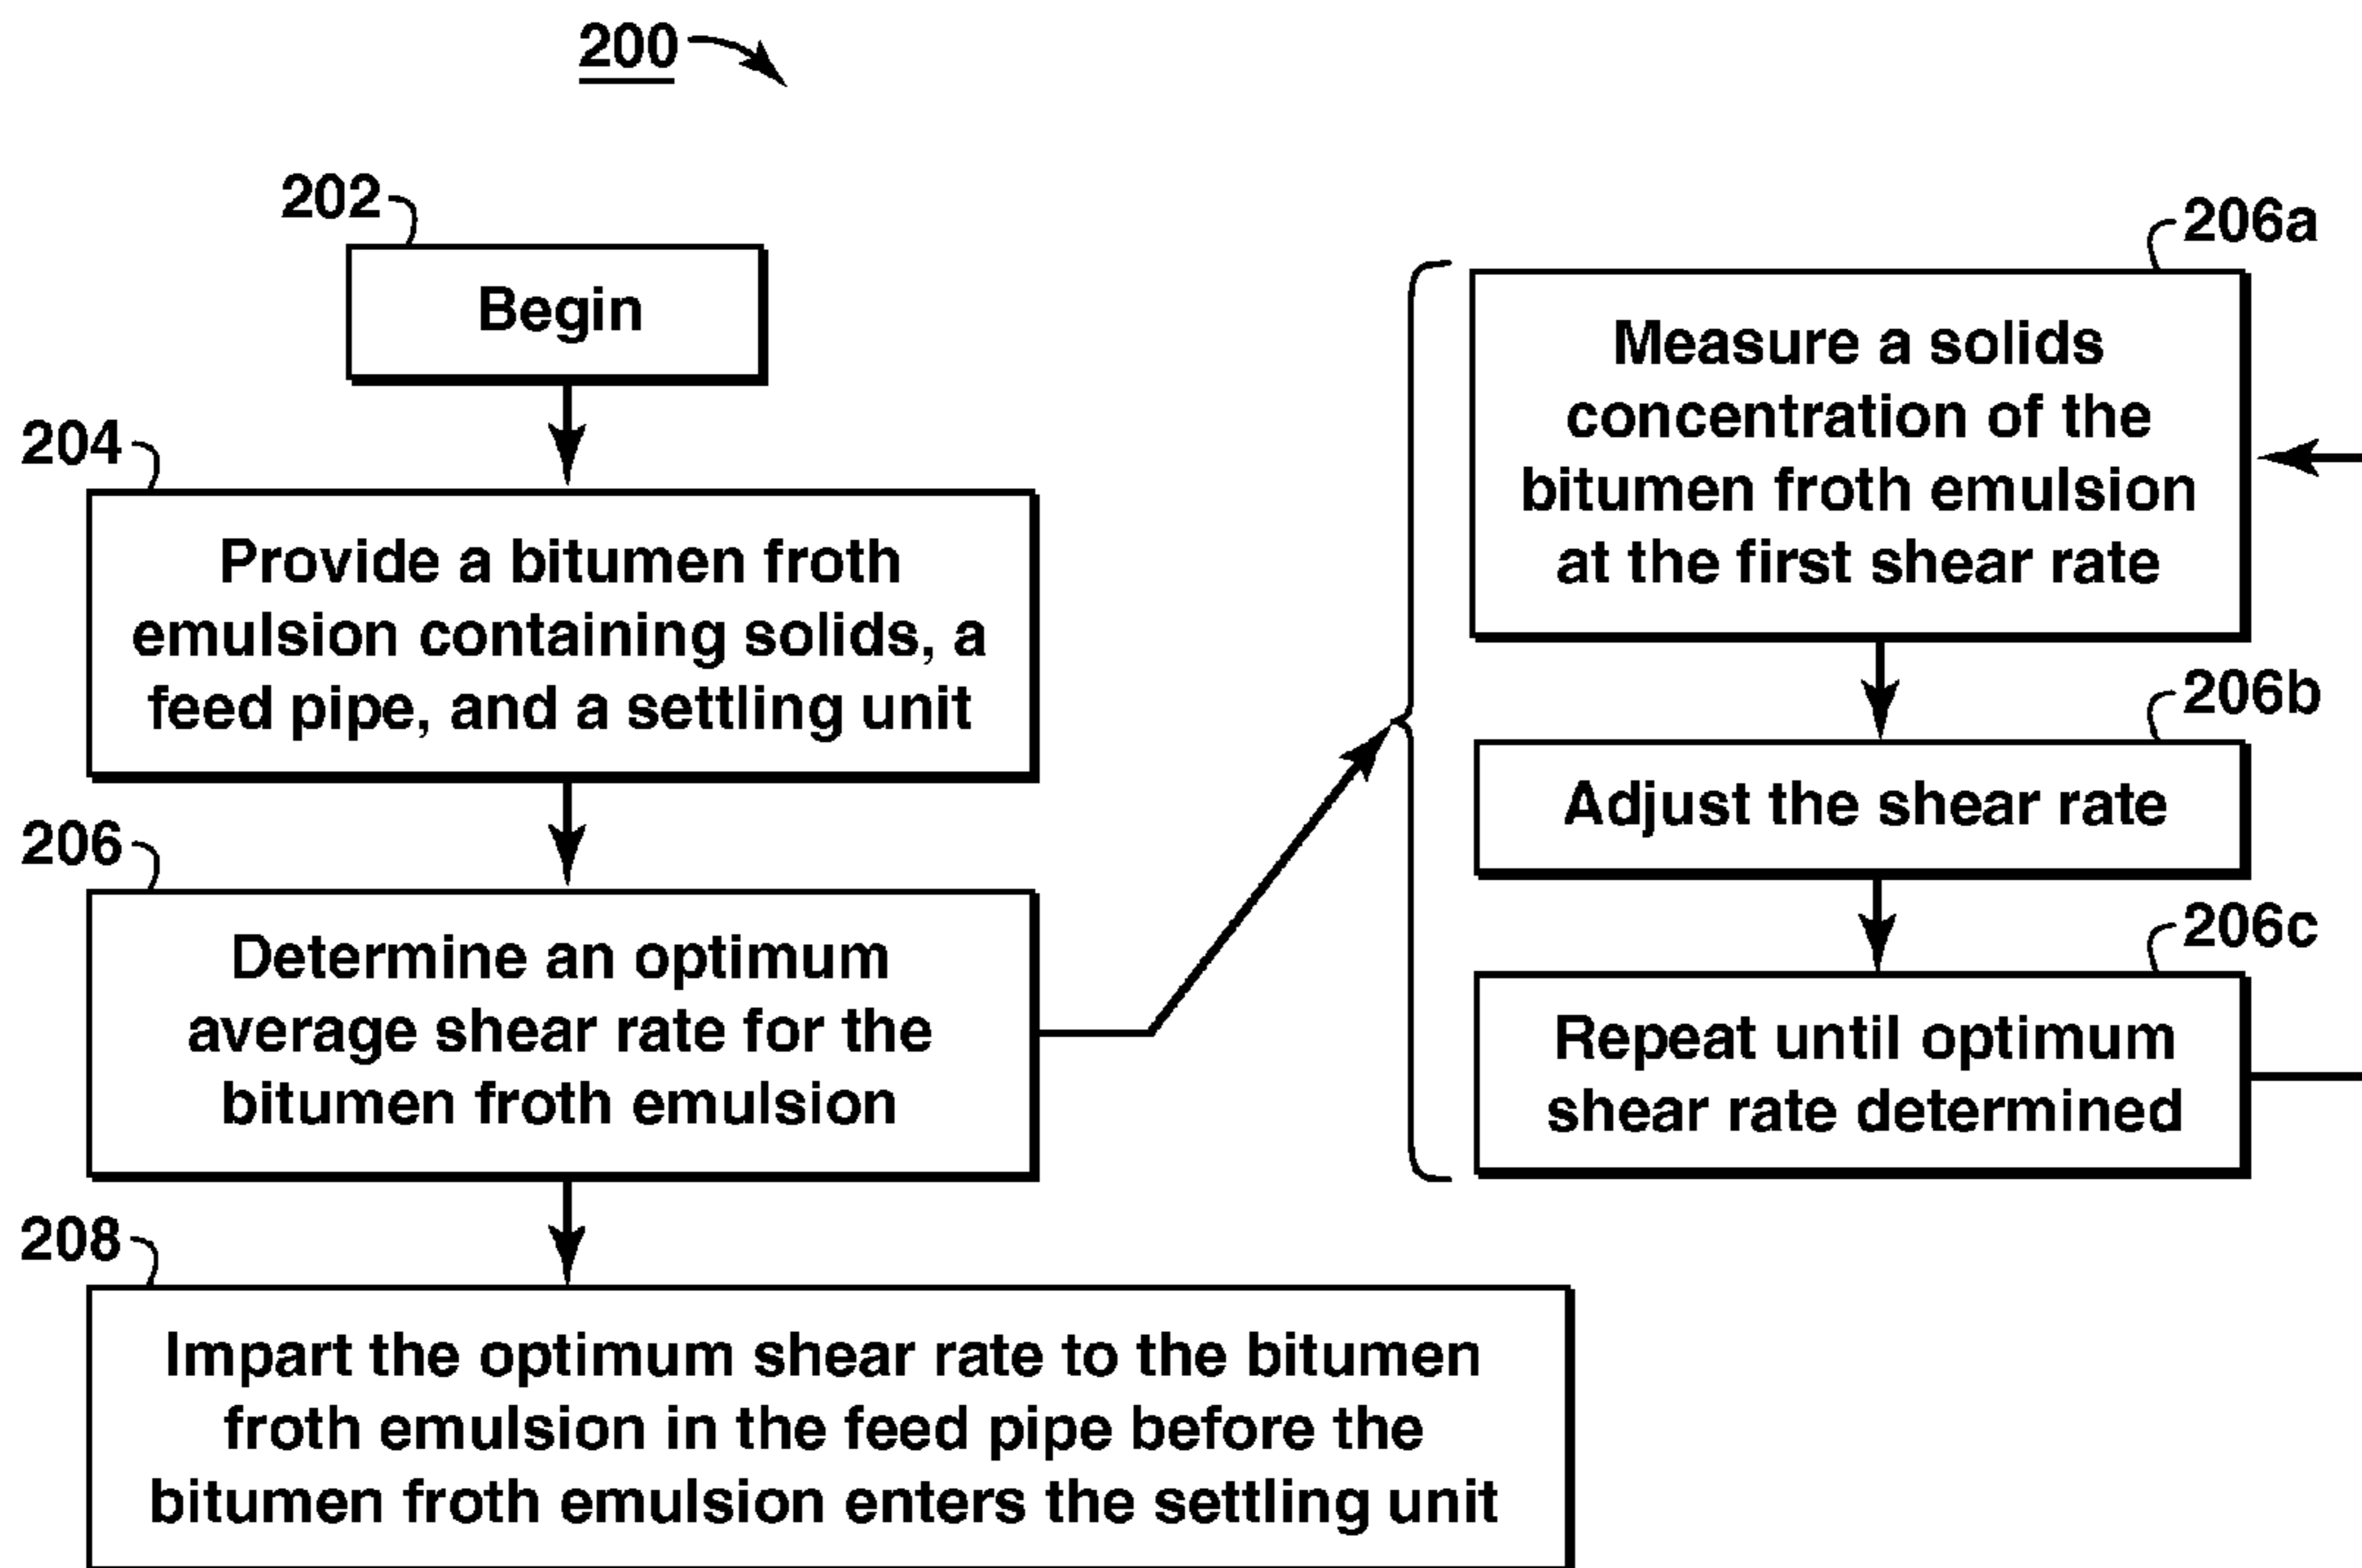 200
202
Begin
204
Provide a bitumen froth
emulsion containing solids, a
feed pipe, and a settling unit
206
Determine an optimum
average shear rate for the
bitumen froth emulsion
208
Impart the optimum shear rate to the bitumen
froth emulsion in the feed pipe before the
bitumen froth emulsion enters the settling unit
206a
Measure a solids
concentration of the
bitumen froth emulsion
at the first shear rate
206b
Adjust the shear rate
206c
Repeat until optimum
shear rate determined